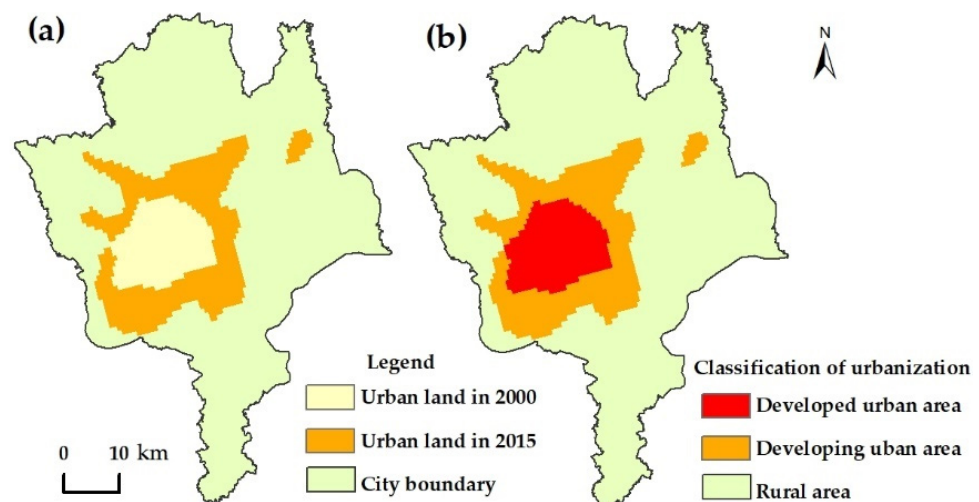 (a)
(b)
N
Legend
Urban land in 2000
Urban land in 2015
City boundary
0 10 km
Classification of urbanization
Developed urban area
Developing uban area
Rural area